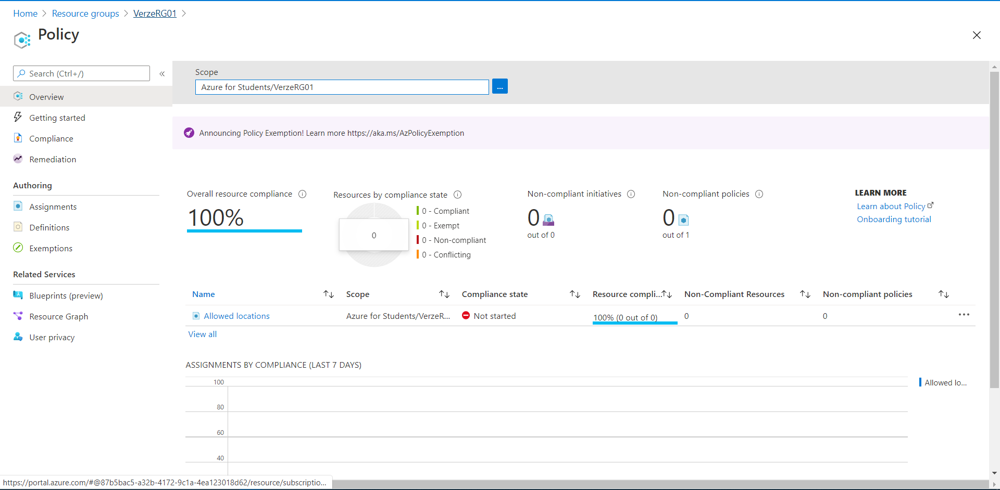 Home > Resource groups > VerzeRG01 >
Policy
Search (Ctrl+/)
«
Overview
Getting started
Compliance
Remediation
Authoring
Assignments
Definitions
Exemptions
Related Services
Blueprints (preview)
Resource Graph
User privacy
Scope
Azure for Students/VerzeRG01
...
Announcing Policy Exemption! Learn more https://aka.ms/AzPolicyExemption
Overall resource compliance
100%
Resources by compliance state
0
0 - Compliant
0 - Exempt
0 - Non-compliant
0 - Conflicting
Non-compliant initiatives
0
out of 0
Non-compliant policies
0
out of 1
LEARN MORE
Learn about Policy
Onboarding tutorial
Name Scope Compliance state Resource compli... Non-Compliant Resources Non-compliant policies
Allowed locations Azure for Students/VerzeR... Not started 100% (0 out of 0) 0 0 ...
View all
ASSIGNMENTS BY COMPLIANCE (LAST 7 DAYS)
100
80
60
40
Allowed lo...
https://portal.azure.com/#@87b5bac5-a32b-4172-9c1a-4ea123018d62/resource/subscriptio...